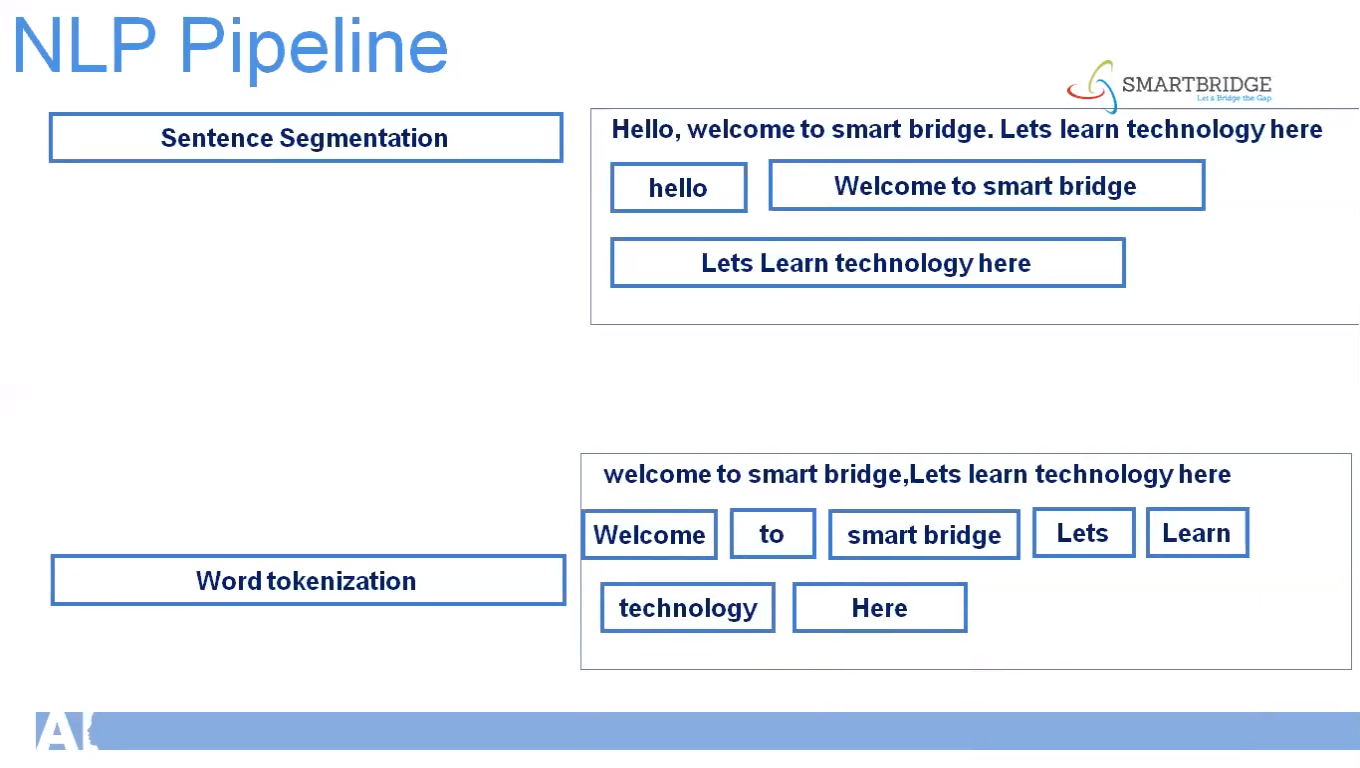 NLP Pipeline
SMARTBRIDGE
Let's Bridge the Gap
Sentence Segmentation
Hello, welcome to smart bridge. Lets learn technology here
hello
Welcome to smart bridge
Lets Learn technology here
welcome to smart bridge,Lets learn technology here
Welcome to smart bridge Lets Learn
Word tokenization
technology Here
AI